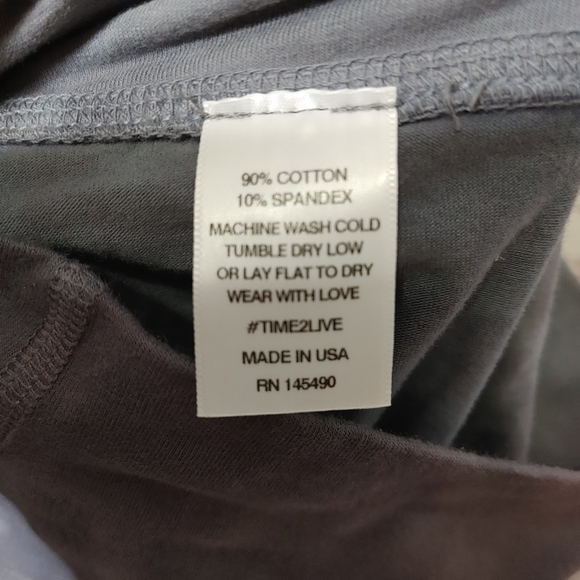 90% COTTON
10% SPANDEX
MACHINE WASH COLD
TUMBLE DRY LOW
OR LAY FLAT TO DRY
WEAR WITH LOVE
#TIME2LIVE
MADE IN USA
RN 145490